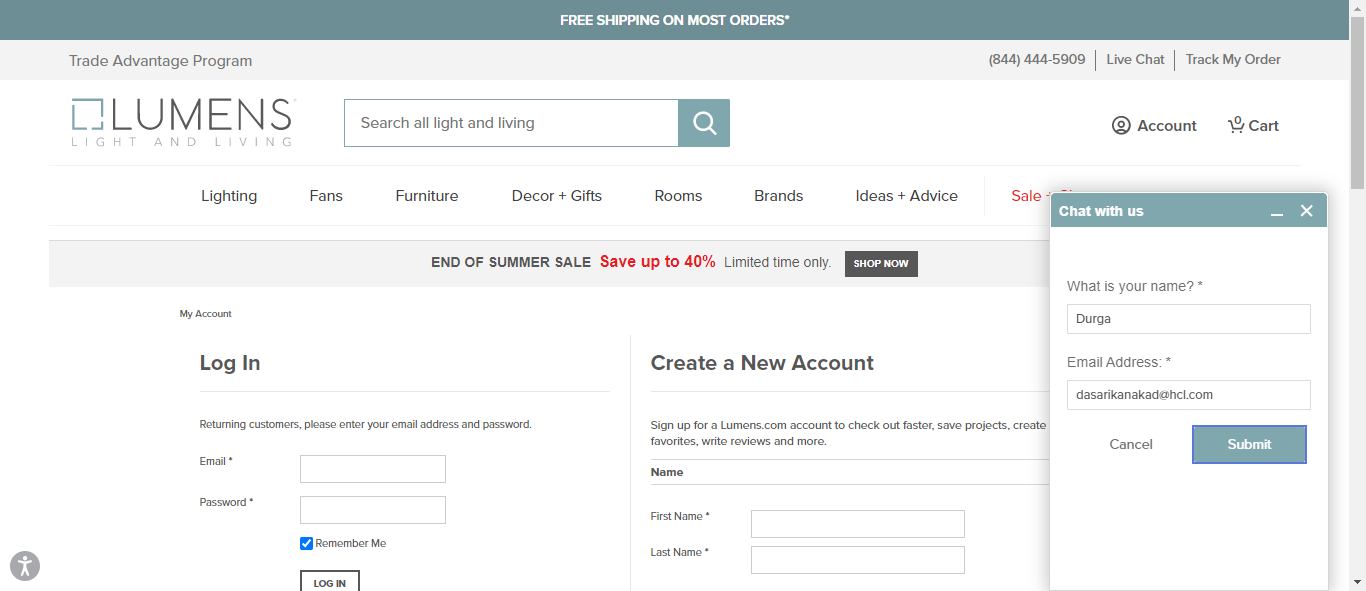 FREE SHIPPING ON MOST ORDERS*
Trade Advantage Program
(844) 444-5909
Live Chat
Track My Order
LUMENS
LIGHT AND LIVING
Search all light and living
Account
0
Cart
Lighting
Fans
Furniture
Decor + Gifts
Rooms
Brands
Ideas + Advice
Sale
END OF SUMMER SALE Save up to 40% Limited time only.
SHOP NOW
My Account
Log In
Returning customers, please enter your email address and password.
Email *
Password *
Remember Me
LOG IN
Create a New Account
Sign up for a Lumens.com account to check out faster, save projects, create
favorites, write reviews and more.
Name
First Name *
Last Name *
Chat with us
What is your name? *
Durga
Email Address: *
dasarikanakad@hcl.com
Cancel
Submit